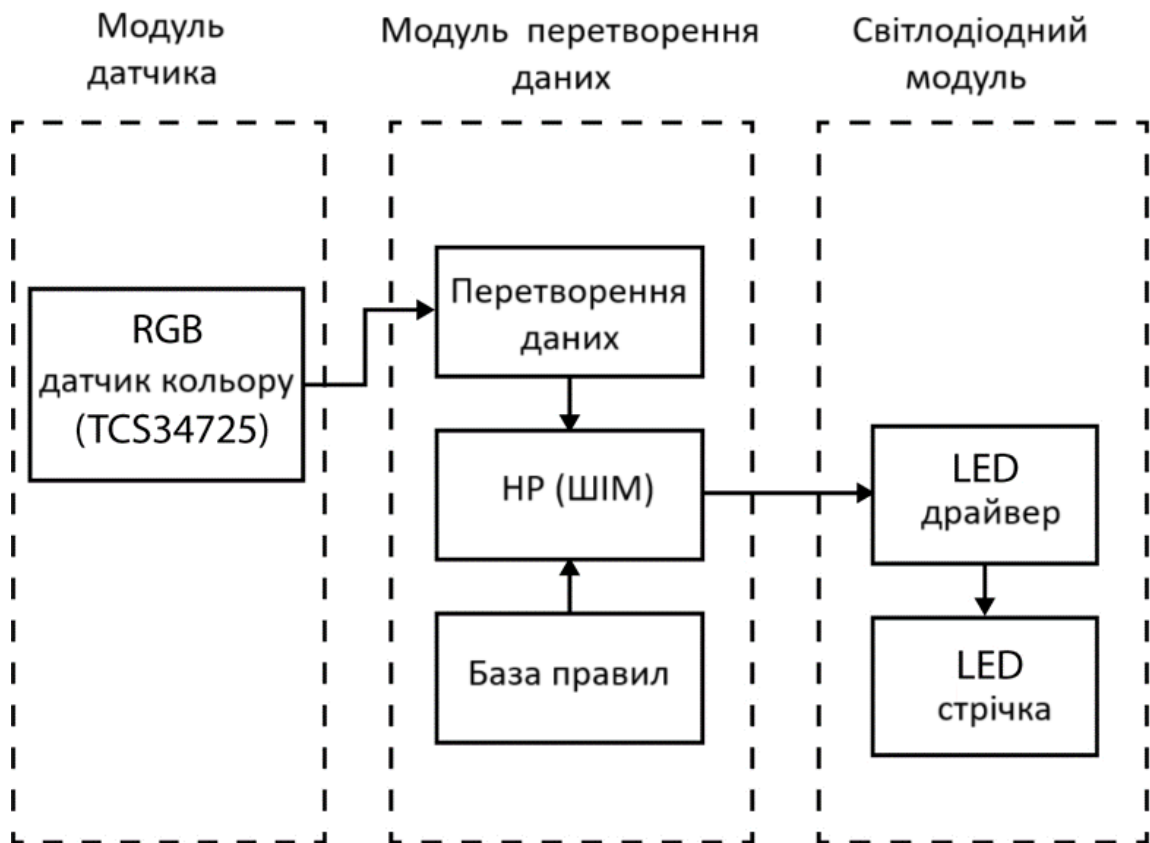 Модуль
датчика
Модуль перетворення
даних
Світлодіодний
модуль
RGB
датчик кольору
(TCS34725)
Перетворення
даних
НР (ШІМ)
База правил
LED
драйвер
LED
стрічка